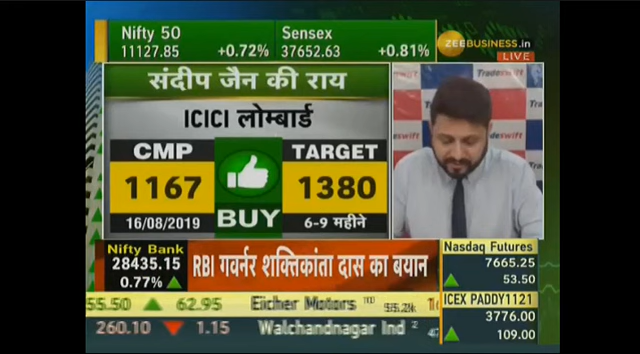 Nifty 50
11127.85 +0.72%
Sensex
37652.63 +0.81%
ZEEBUSINESS.in
LIVE
संदीप जैन की राय
ICICI लोम्बार्ड
CMP
1167
16/08/2019
BUY
TARGET
1380
6-9 महीने
Tradeswift
Nifty Bank
28435.15
0.77%
RBI गवर्नर शक्तिकांता दास का बयान
Nasdaq Futures
7665.25
53.50
ICEX PADDY1121
3776.00
109.00
55.50 62.95 Eicher Motors
260.10 1.15 Walchandnagar Ind